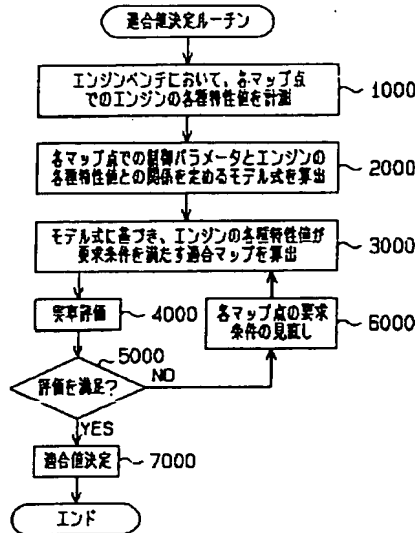 適合値決定ルーチン
エンジンベンチにおいて、各マップ点
でのエンジンの各種特性値を計測
1000
各マップ点での制御パラメータとエンジンの
各種特性値との関係を定めるモデル式を算出
2000
モデル式に基づき、エンジンの各種特性値が
要求条件を満たす適合マップを算出
3000
実車評価
4000
各マップ点の要求
条件の見直し
6000
5000
評価を満足?
NO
YES
適合値決定
7000
エンド